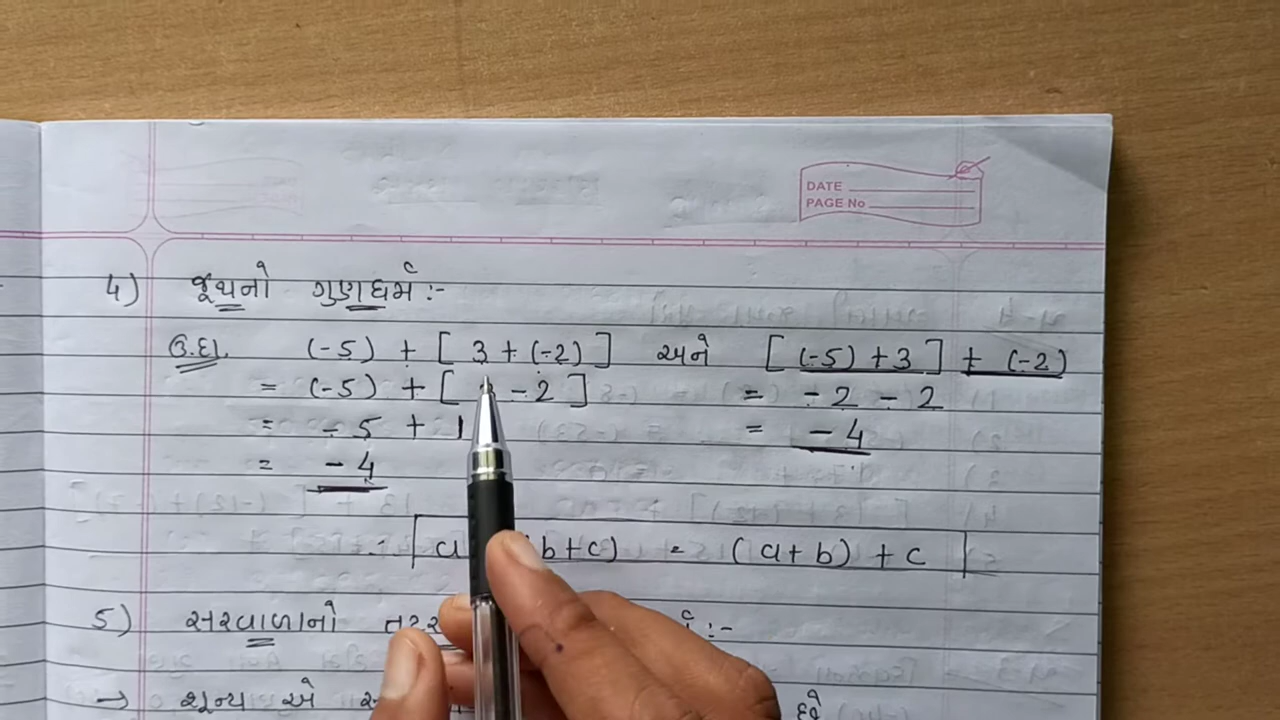 DATE
PAGE No
4) જૂથનો ગુણધર્મ :-
ઉ.દા. (-5) + [ 3 + (-2) ] અને [ (-5) + 3 ] + (-2)
= (-5) + [ - 2 ] = - 2 - 2
= - 5 + 1 = - 4
= - 4
∴ a b + c ) = ( a + b ) + c
5) સરવાળાનો :-
→ શૂન્ય એ